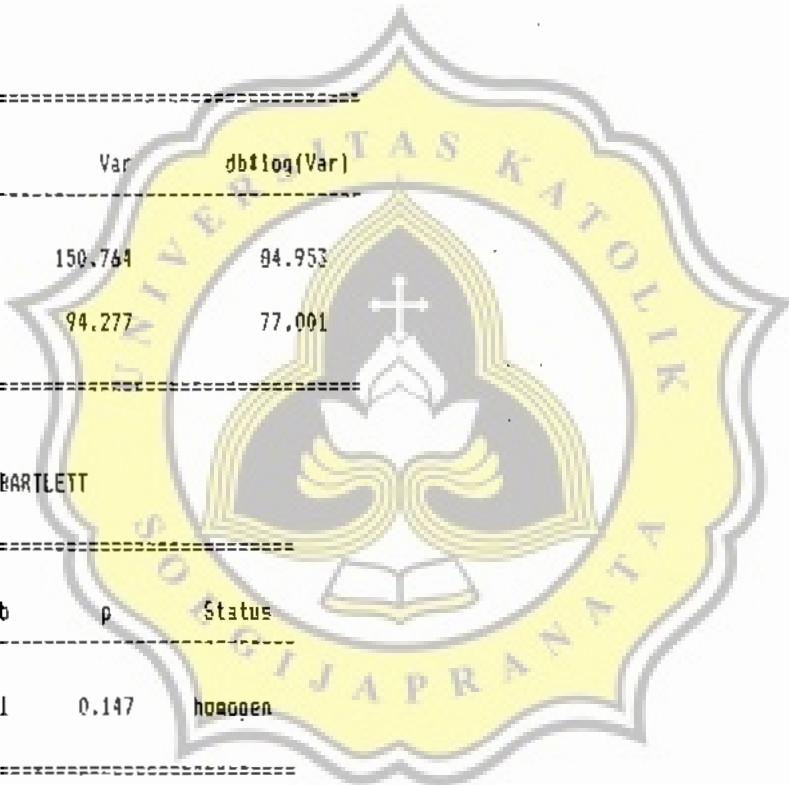 Var db*log(Var)
150.764 84.953
94.277 77.001
BARTLETT
b p Status
1 0.147 homogen
UNIVERSITAS KATOLIK
SOEGIJAPRANATA